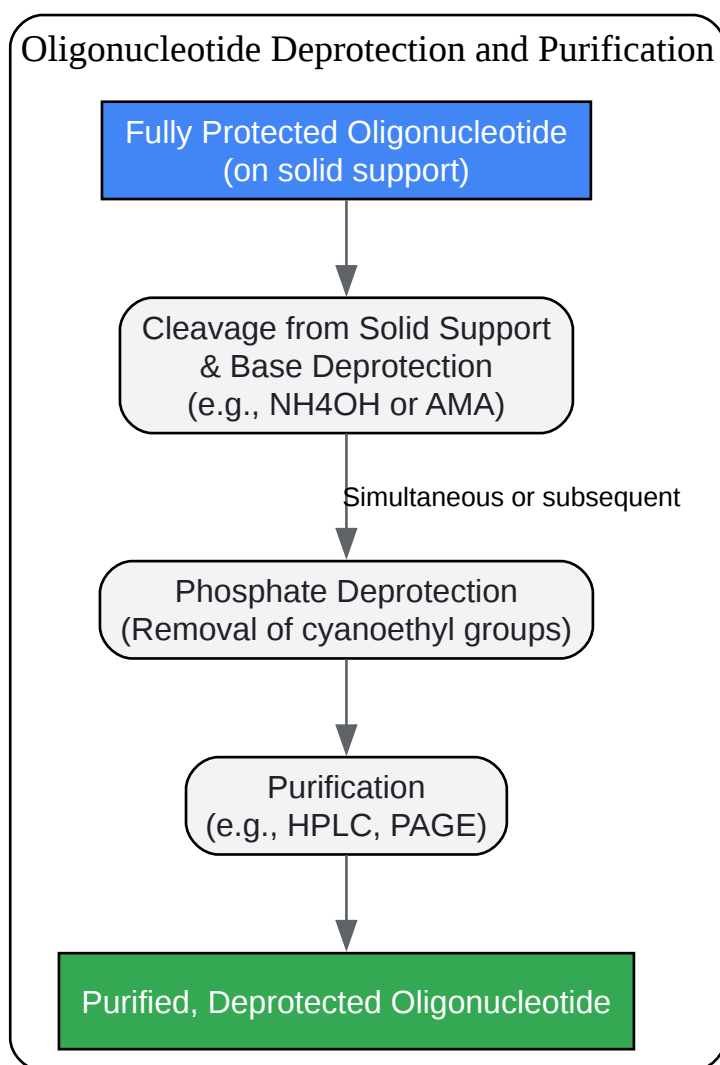 Oligonucleotide Deprotection and Purification
Fully Protected Oligonucleotide
(on solid support)
Cleavage from Solid Support
& Base Deprotection
(e.g., NH4OH or AMA)
Simultaneous or subsequent
Phosphate Deprotection
(Removal of cyanoethyl groups)
Purification
(e.g., HPLC, PAGE)
Purified, Deprotected Oligonucleotide